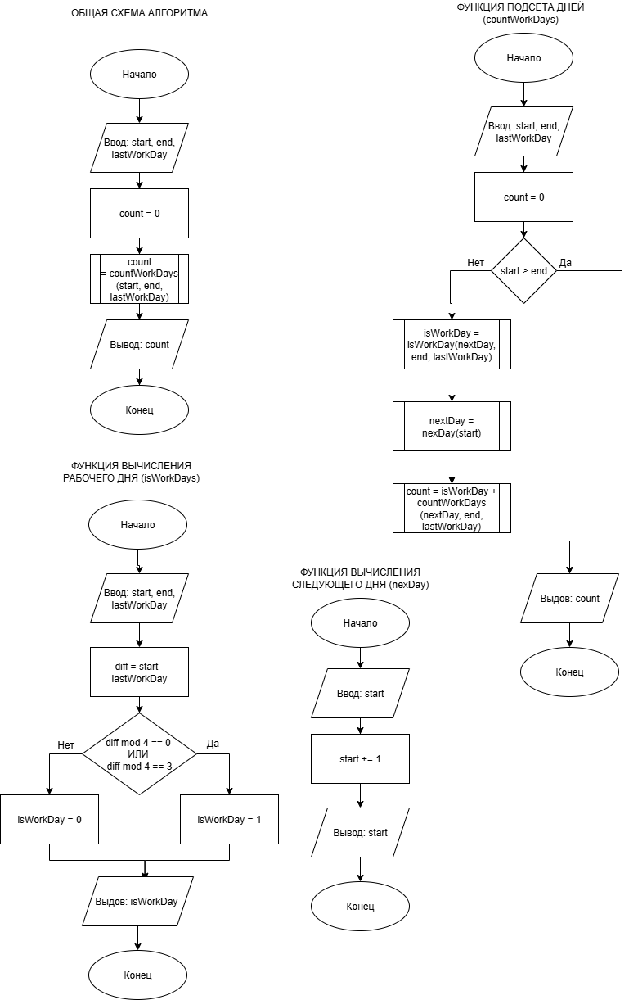 ОБЩАЯ СХЕМА АЛГОРИТМА
Начало
Ввод: start, end,
lastWorkDay
count = 0
count
= countWorkDays
(start, end,
lastWorkDay)
Вывод: count
Конец
ФУНКЦИЯ ПОДСЁТА ДНЕЙ
(countWorkDays)
Начало
Ввод: start, end,
lastWorkDay
count = 0
start > end
Нет
Да
isWorkDay =
isWorkDay(nextDay,
end, lastWorkDay)
nextDay =
nexDay(start)
count = isWorkDay +
countWorkDays
(nextDay, end,
lastWorkDay)
Выдов: count
Конец
ФУНКЦИЯ ВЫЧИСЛЕНИЯ
РАБОЧЕГО ДНЯ (isWorkDays)
Начало
Ввод: start, end,
lastWorkDay
diff = start -
lastWorkDay
diff mod 4 == 0
ИЛИ
diff mod 4 == 3
Нет
Да
isWorkDay = 0
isWorkDay = 1
Выдов: isWorkDay
Конец
ФУНКЦИЯ ВЫЧИСЛЕНИЯ
СЛЕДУЮЩЕГО ДНЯ (nexDay)
Начало
Ввод: start
start += 1
Вывод: start
Конец